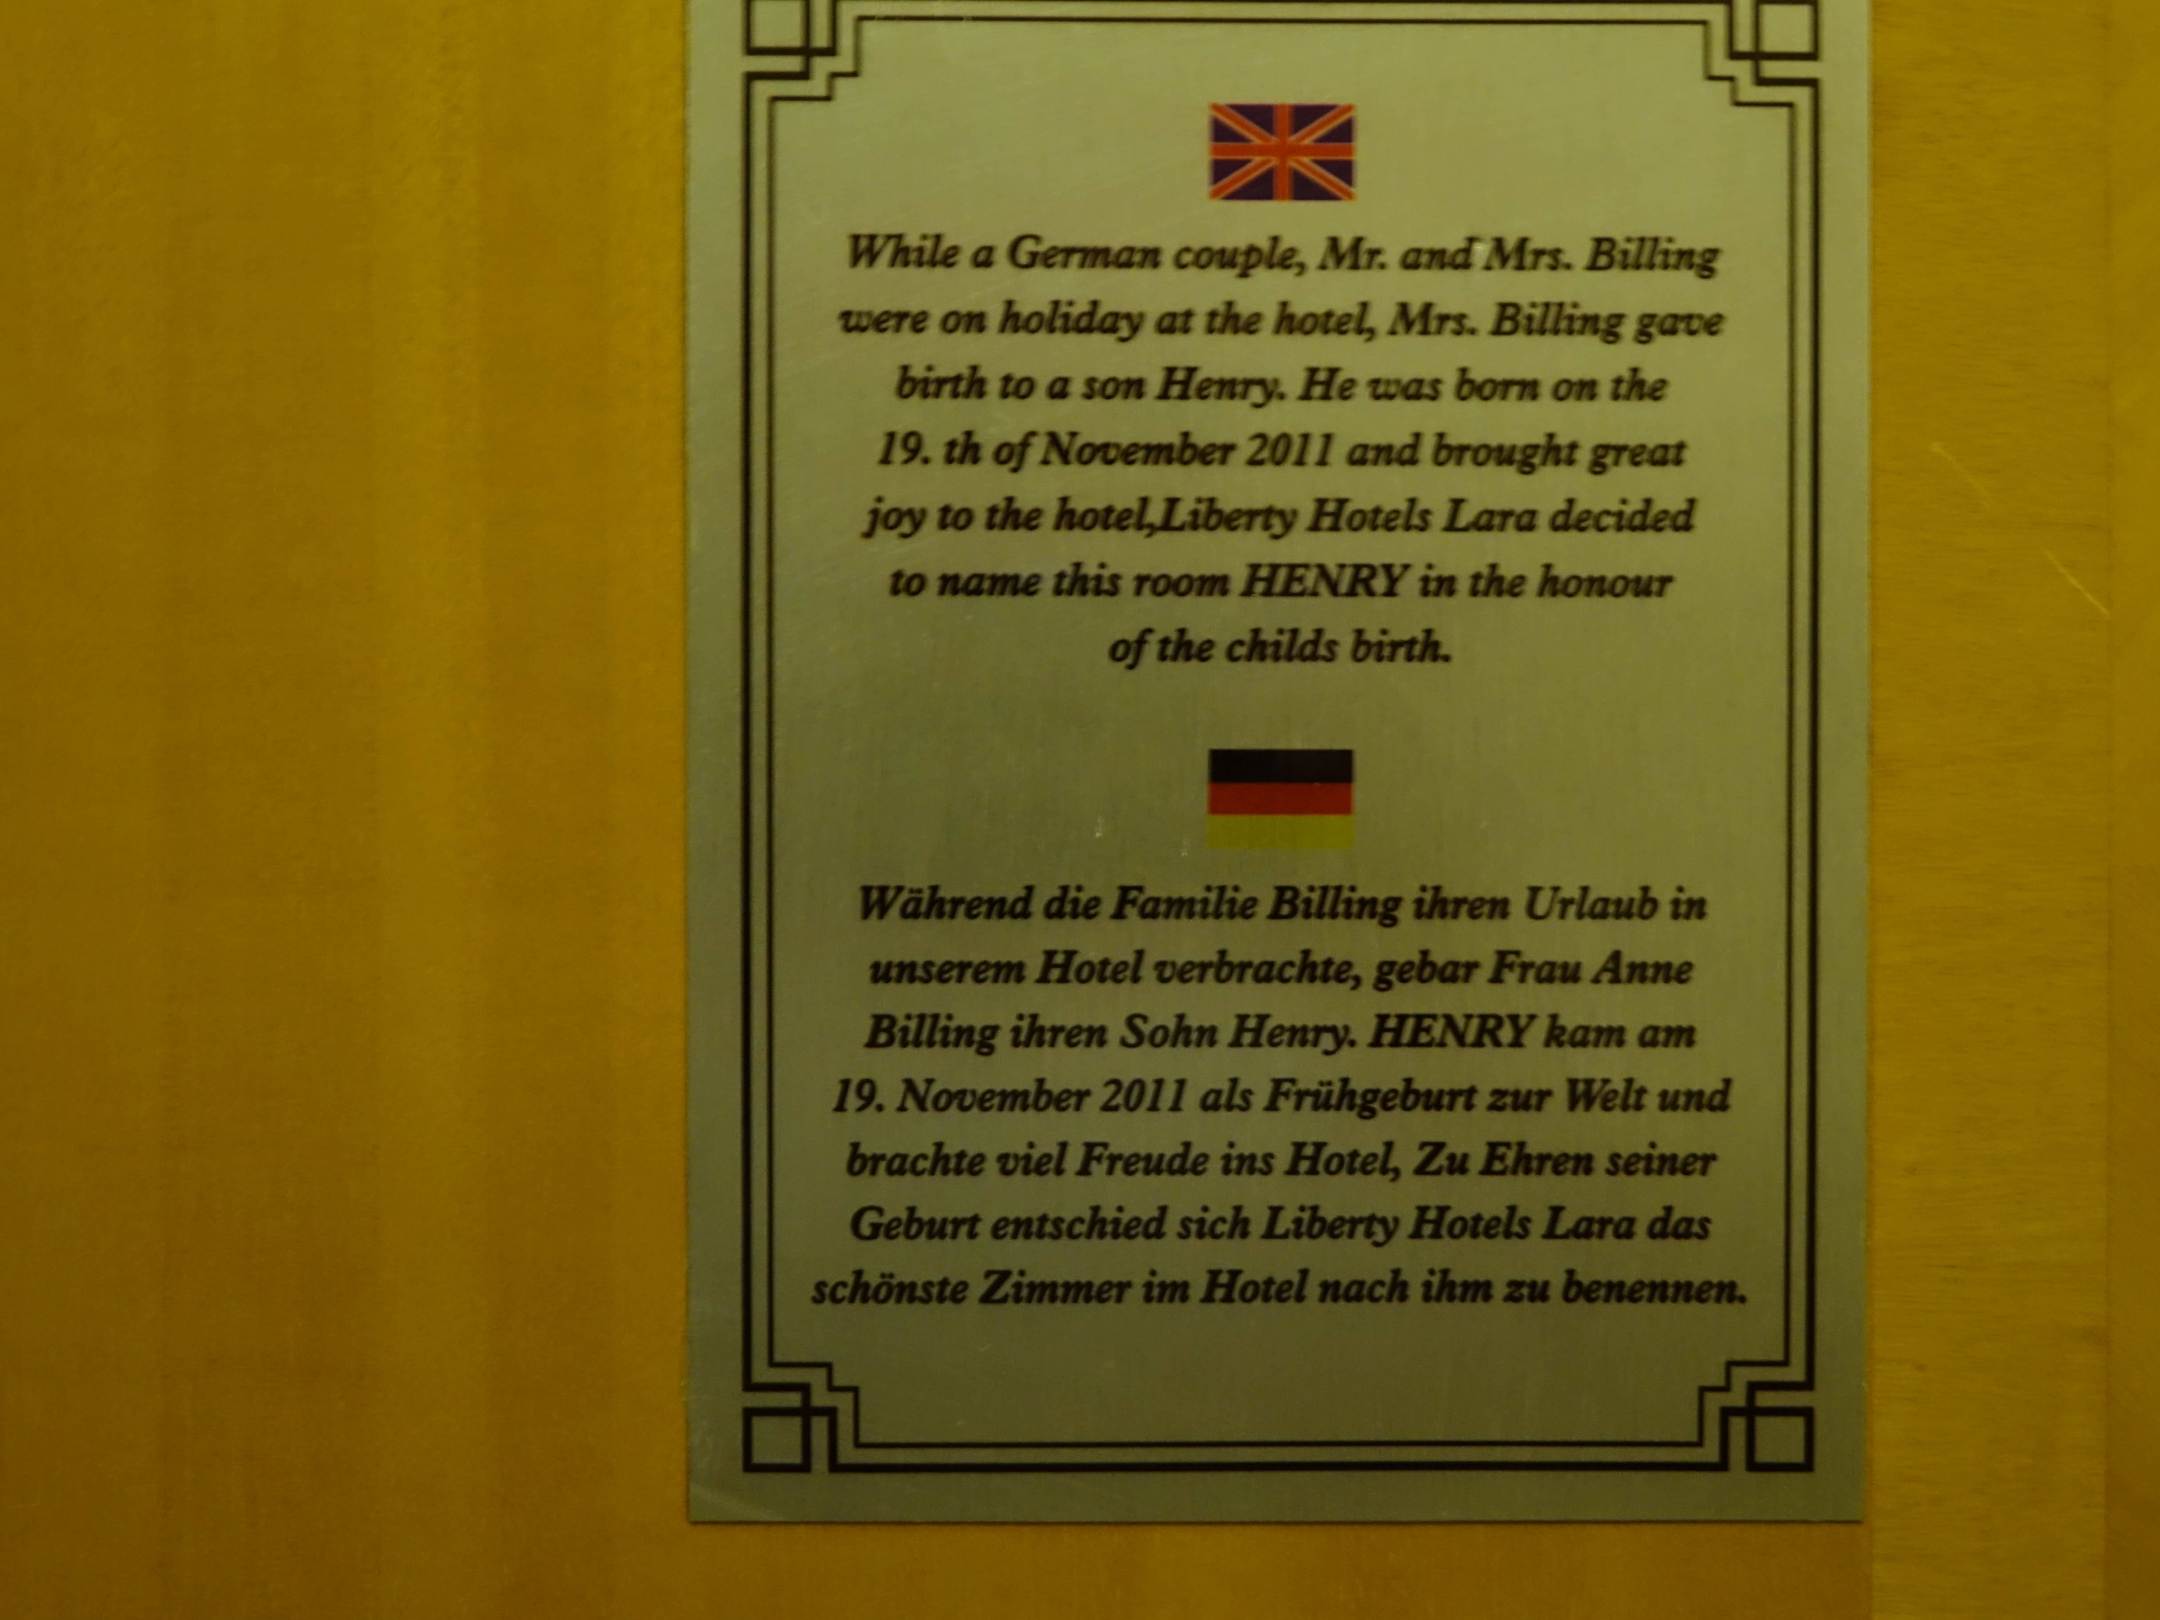 While a German couple, Mr. and Mrs. Billing
were on holiday at the hotel, Mrs. Billing gave
birth to a son Henry. He was born on the
19. th of November 2011 and brought great
joy to the hotel,Liberty Hotels Lara decided
to name this room HENRY in the honour
of the childs birth.
Während die Familie Billing ihren Urlaub in
unserem Hotel verbrachte, gebar Frau Anne
Billing ihren Sohn Henry. HENRY kam am
19. November 2011 als Frühgeburt zur Welt und
brachte viel Freude ins Hotel, Zu Ehren seiner
Geburt entschied sich Liberty Hotels Lara das
schönste Zimmer im Hotel nach ihm zu benennen.